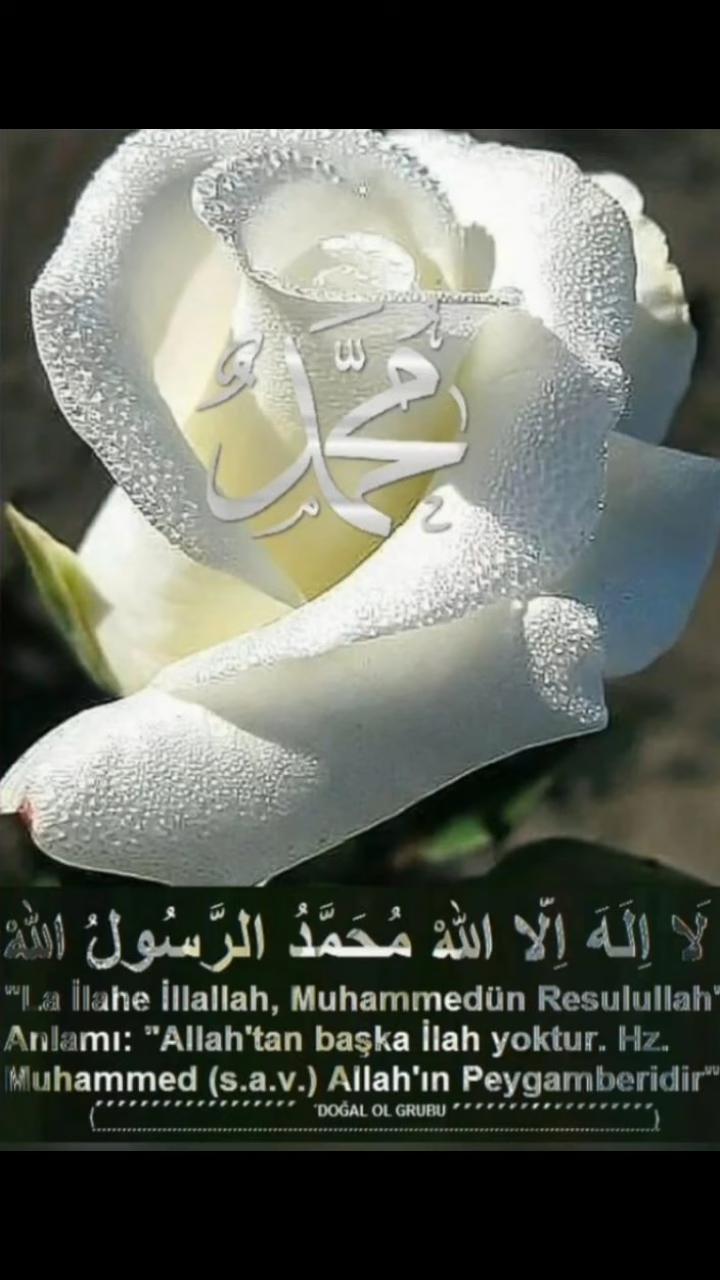 مُحَمَّدٌ
لَا اِلَهَ اِلّا اللهْ مُحَمَّدُ الرَّسُولُ اللهْ
""La İlahe İllallah, Muhammedün Resulullah"
Anlamı: "Allah'tan başka İlah yoktur. Hz.
Muhammed (s.a.v.) Allah'ın Peygamberidir""
"DOĞAL OL GRUBU